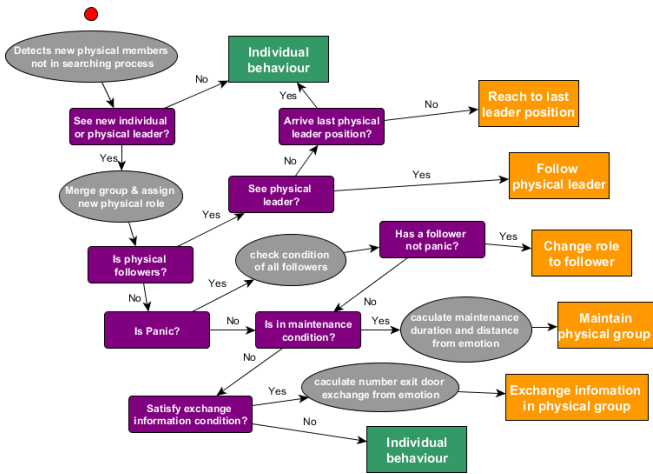 Detects new physical members
not in searching process
No
Individual
behaviour
See new individual
or physical leader?
Yes
Arrive last physical
leader position?
No
Reach to last
leader position
Yes
No
Merge group & assign
new physical role
See physical
leader?
Yes
Follow
physical leader
Yes
Is physical
followers?
check condition
of all followers
Has a follower
not panic?
Yes
Change role
to follower
No
Yes
No
Is Panic?
No
Is in maintenance
condition?
Yes
caculate maintenance
duration and distance
from emotion
Maintain
physical group
No
Satisfy exchange
information condition?
Yes
caculate number exit door
exchange from emotion
Exchange infomation
in physical group
No
Individual
behaviour